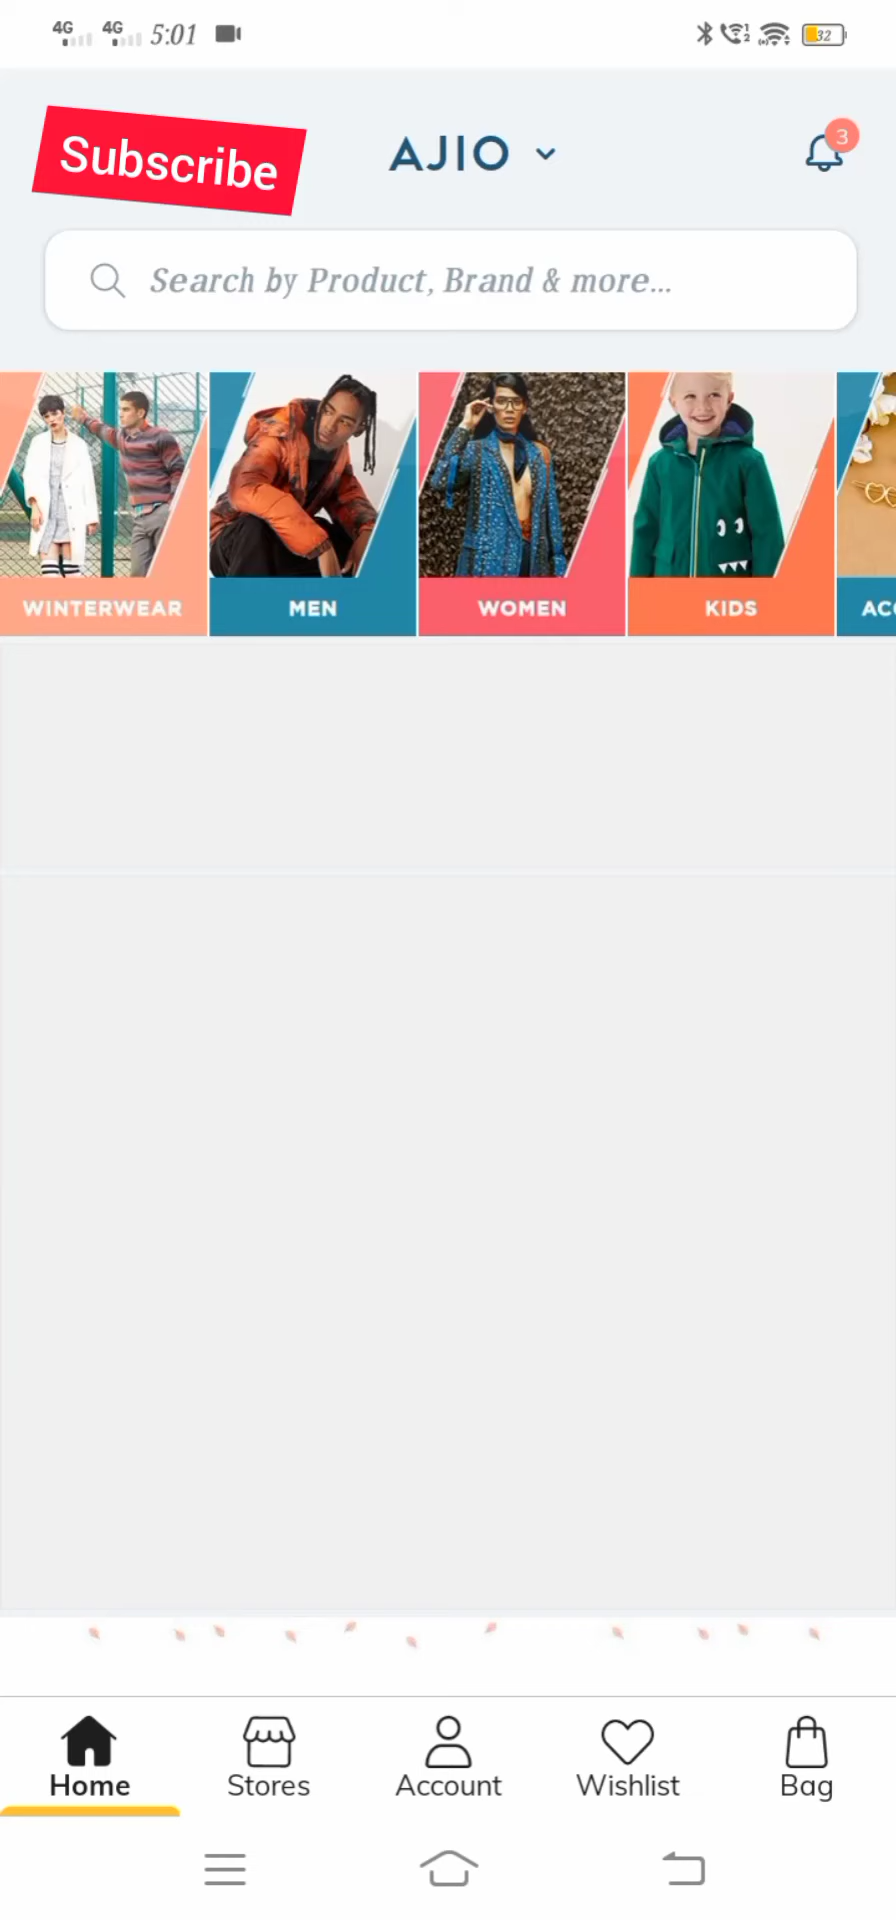 4G 4G 5:01 32
Subscribe
AJIO
3
Search by Product, Brand & more...
WINTERWEAR MEN WOMEN KIDS ACC
Home Stores Account Wishlist Bag